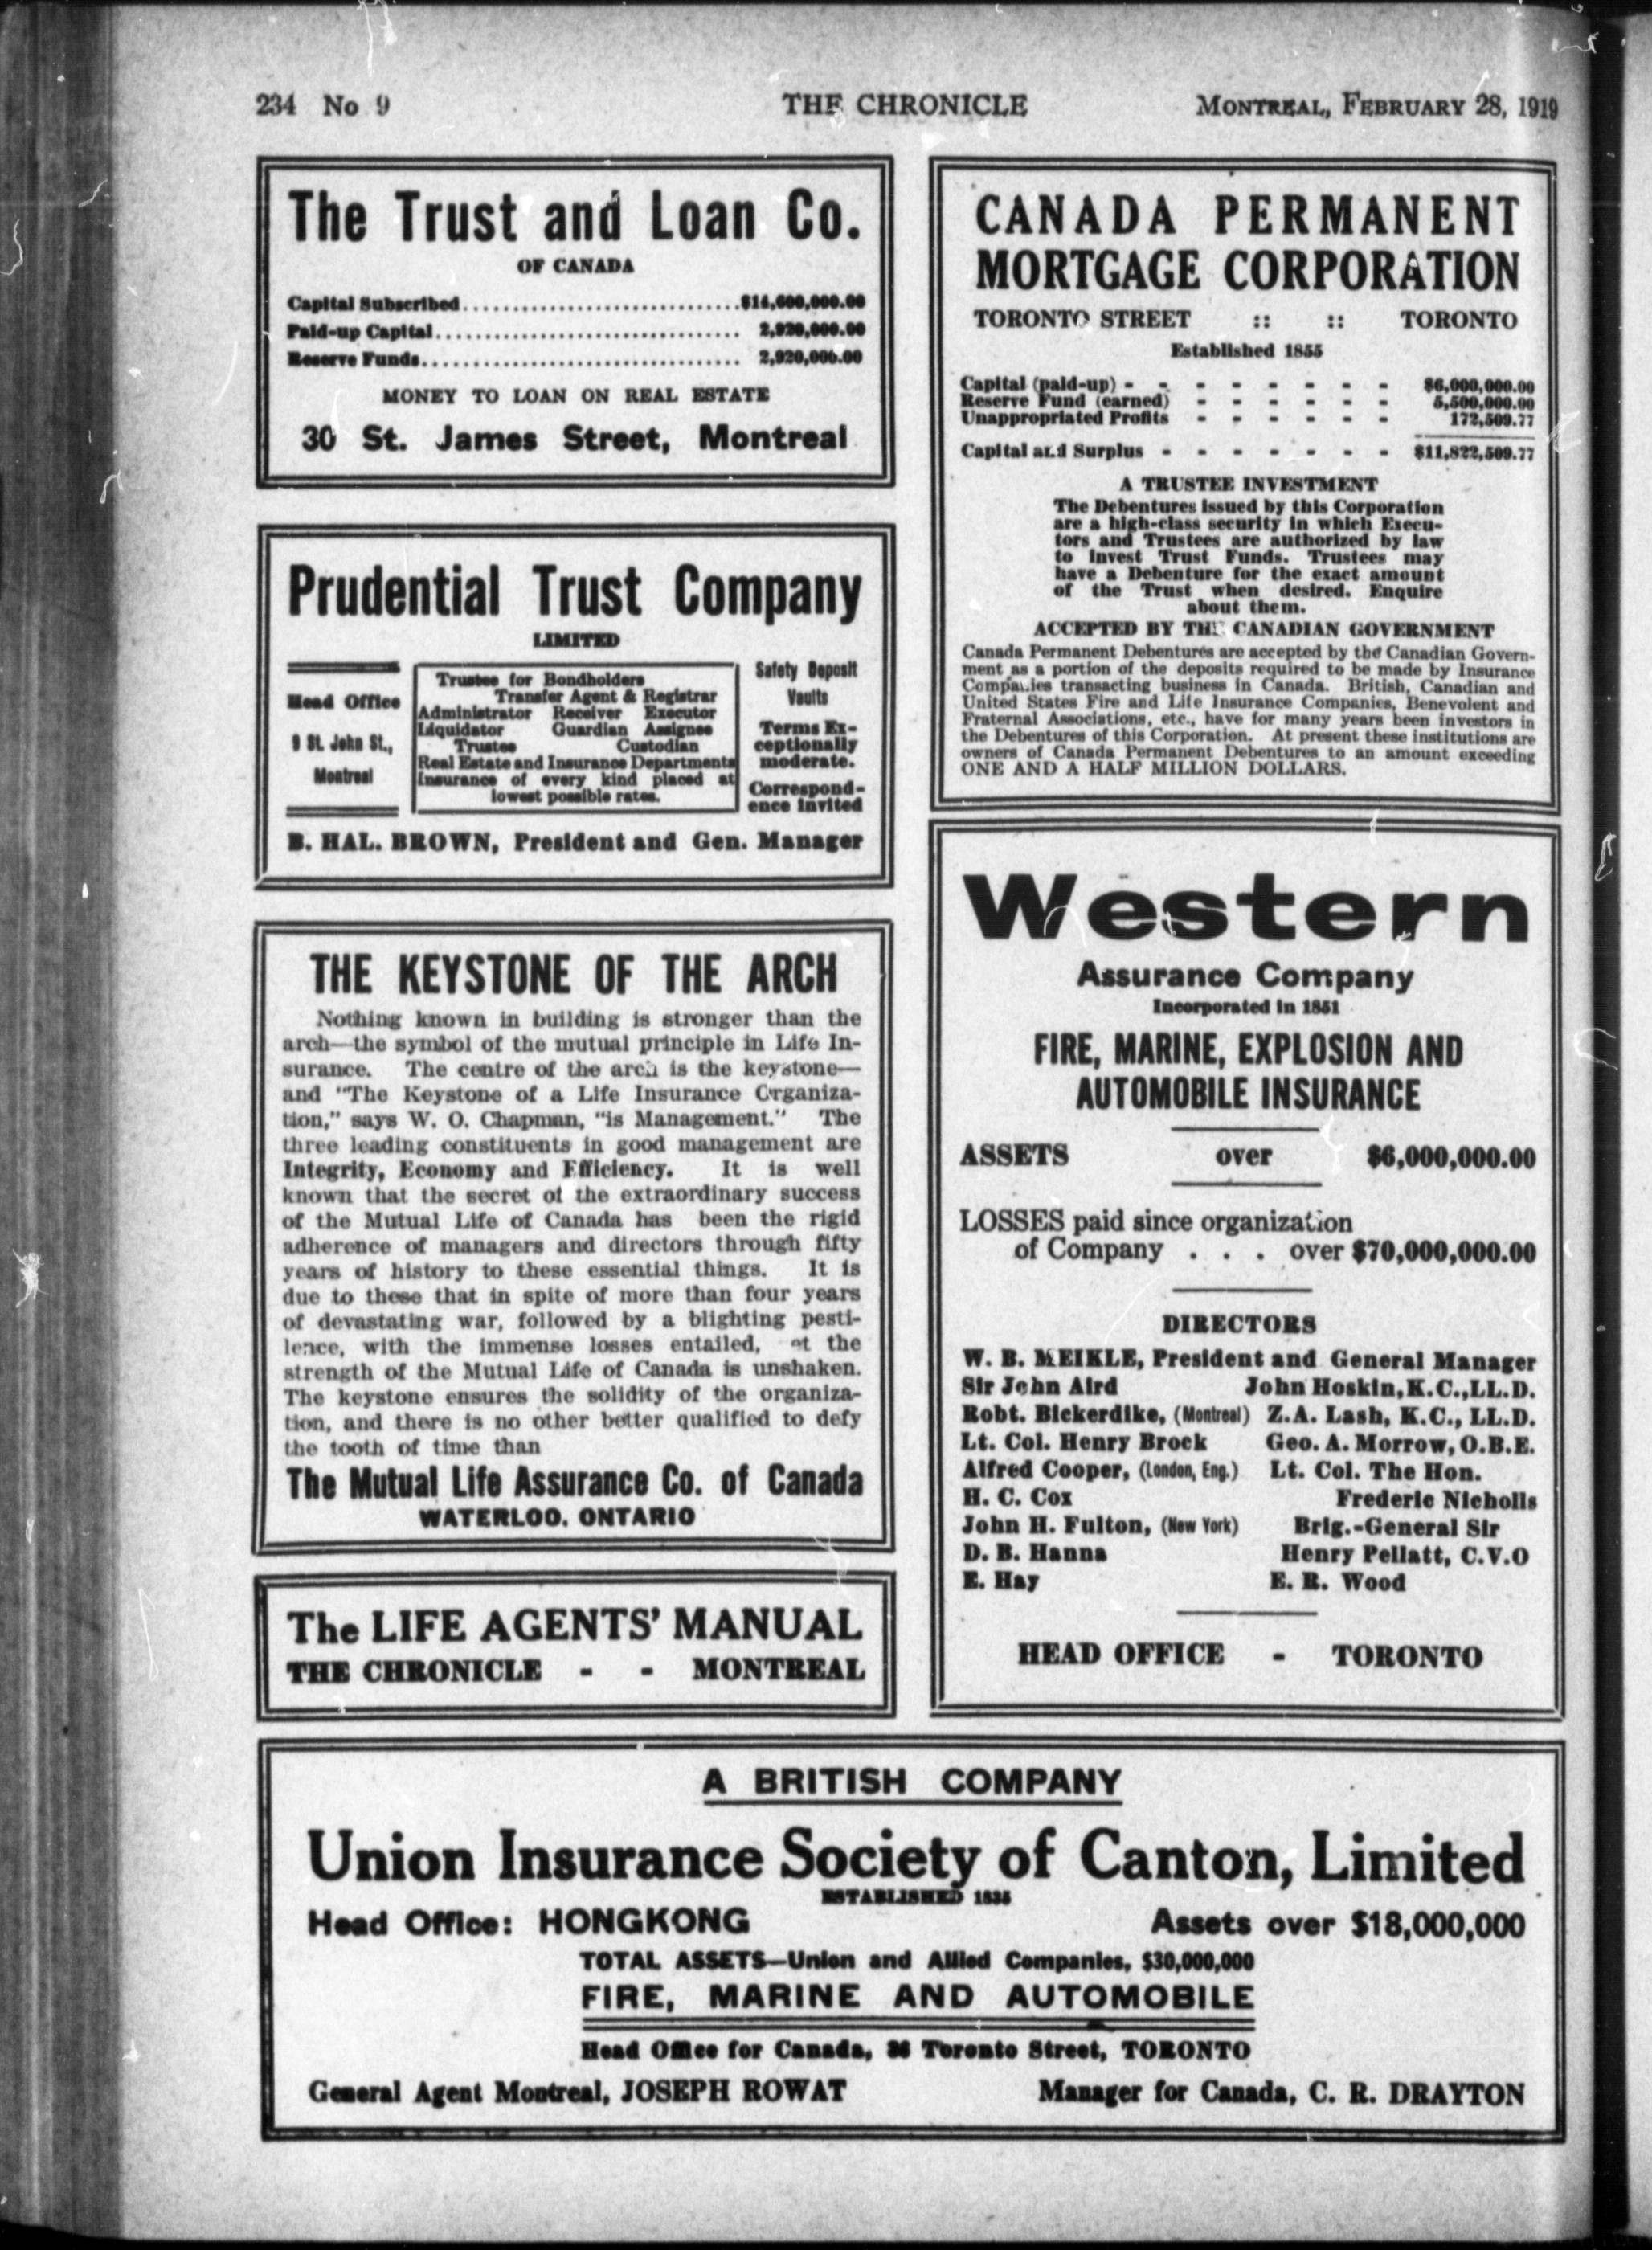 234 No 9
THE CHRONICLE
MONTREAL, FEBRUARY 28, 1919
The Trust and Loan Co.
OF CANADA
Capital Subscribed............................$14,600,000.00
Paid-up Capital............................... 2,920,000.00
Reserve Funds................................ 2,920,000.00
MONEY TO LOAN ON REAL ESTATE
30 St. James Street, Montreal
Prudential Trust Company
LIMITED
Head Office
9 St. John St.,
Montreal
Trustee for Bondholders
Transfer Agent & Registrar
Administrator Receiver Executor
Liquidator Guardian Assignee
Trustee Custodian
Real Estate and Insurance Departments
Insurance of every kind placed at
lowest possible rates.
Safety Deposit
Vaults
Terms Ex-
ceptionally
moderate.
Correspond-
ence invited
B. HAL. BROWN, President and Gen. Manager
THE KEYSTONE OF THE ARCH
Nothing known in building is stronger than the
arch—the symbol of the mutual principle in Life In-
surance. The centre of the arch is the keystone—
and "The Keystone of a Life Insurance Organiza-
tion," says W. O. Chapman, "is Management." The
three leading constituents in good management are
Integrity, Economy and Efficiency. It is well
known that the secret of the extraordinary success
of the Mutual Life of Canada has been the rigid
adherence of managers and directors through fifty
years of history to these essential things. It is
due to these that in spite of more than four years
of devastating war, followed by a blighting pesti-
lence, with the immense losses entailed, the
strength of the Mutual Life of Canada is unshaken.
The keystone ensures the solidity of the organiza-
tion, and there is no other better qualified to defy
the tooth of time than
The Mutual Life Assurance Co. of Canada
WATERLOO, ONTARIO
The LIFE AGENTS' MANUAL
THE CHRONICLE - - MONTREAL
CANADA PERMANENT
MORTGAGE CORPORATION
TORONTO STREET :: :: TORONTO
Established 1855
Capital (paid-up) - - - - - - - - $6,000,000.00
Reserve Fund (earned) - - - - - - 5,500,000.00
Unappropriated Profits - - - - - - 172,509.77
Capital and Surplus - - - - - - - $11,822,509.77
A TRUSTEE INVESTMENT
The Debentures issued by this Corporation
are a high-class security in which Execu-
tors and Trustees are authorized by law
to invest Trust Funds. Trustees may
have a Debenture for the exact amount
of the Trust when desired. Enquire
about them.
ACCEPTED BY THE CANADIAN GOVERNMENT
Canada Permanent Debentures are accepted by the Canadian Govern-
ment as a portion of the deposits required to be made by Insurance
Companies transacting business in Canada. British, Canadian and
United States Fire and Life Insurance Companies, Benevolent and
Fraternal Associations, etc., have for many years been investors in
the Debentures of this Corporation. At present these institutions are
owners of Canada Permanent Debentures to an amount exceeding
ONE AND A HALF MILLION DOLLARS.
Western
Assurance Company
Incorporated in 1851
FIRE, MARINE, EXPLOSION AND
AUTOMOBILE INSURANCE
ASSETS over $6,000,000.00
LOSSES paid since organization
of Company . . . over $70,000,000.00
DIRECTORS
W. B. MEIKLE, President and General Manager
Sir John Aird John Hoskin, K.C., LL.D.
Robt. Bickerdike, (Montreal) Z.A. Lash, K.C., LL.D.
Lt. Col. Henry Brock Geo. A. Morrow, O.B.E.
Alfred Cooper, (London, Eng.) Lt. Col. The Hon.
H. C. Cox Frederic Nicholls
John H. Fulton, (New York) Brig.-General Sir
D. B. Hanna Henry Pellatt, C.V.O
E. Hay E. R. Wood
HEAD OFFICE - TORONTO
A BRITISH COMPANY
Union Insurance Society of Canton, Limited
ESTABLISHED 1835
Head Office: HONGKONG Assets over $18,000,000
TOTAL ASSETS—Union and Allied Companies, $30,000,000
FIRE, MARINE AND AUTOMOBILE
Head Office for Canada, 36 Toronto Street, TORONTO
General Agent Montreal, JOSEPH ROWAT Manager for Canada, C. R. DRAYTON